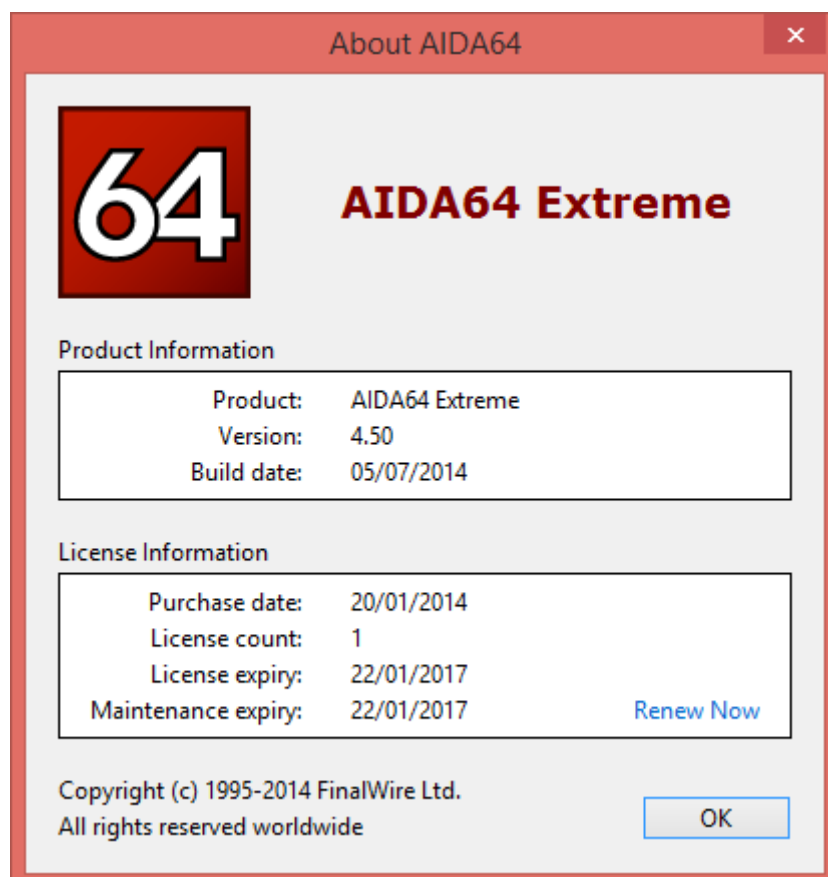 About AIDA64
64
AIDA64 Extreme
Product Information
Product: AIDA64 Extreme
Version: 4.50
Build date: 05/07/2014
License Information
Purchase date: 20/01/2014
License count: 1
License expiry: 22/01/2017
Maintenance expiry: 22/01/2017 Renew Now
Copyright (c) 1995-2014 FinalWire Ltd.
All rights reserved worldwide
OK